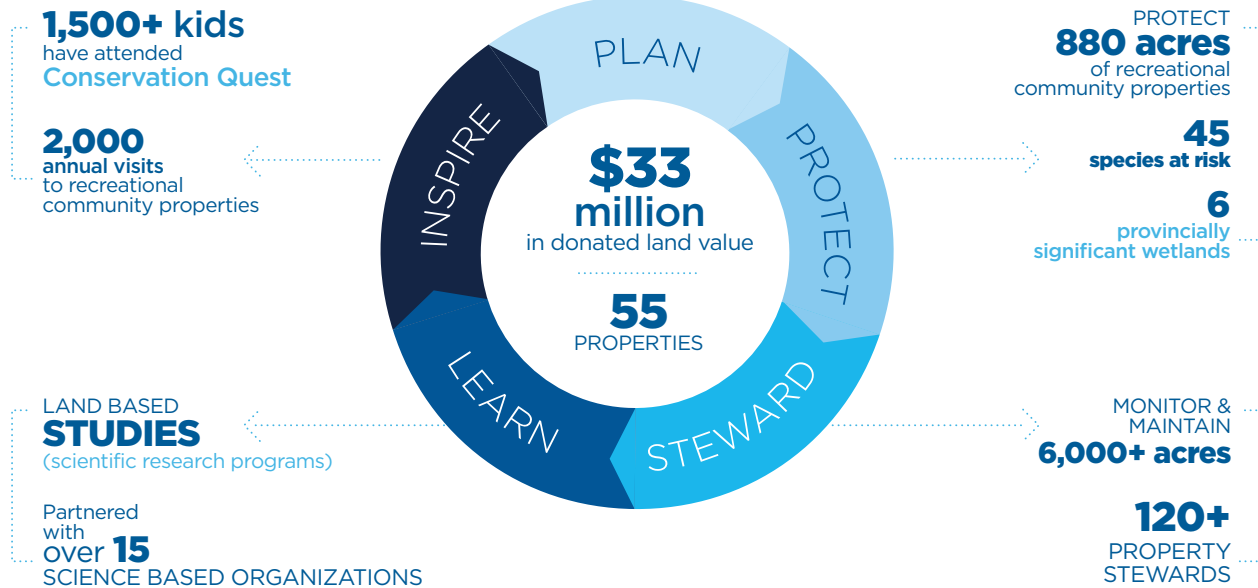 1,500+ kids
have attended
Conservation Quest
2,000
annual visits
to recreational
community properties
LAND BASED
STUDIES
(scientific research programs)
Partnered
with
over 15
SCIENCE BASED ORGANIZATIONS
PLAN
PROTECT
STEWARD
LEARN
INSPIRE
$33
million
in donated land value
55
PROPERTIES
PROTECT
880 acres
of recreational
community properties
45
species at risk
6
provincially
significant wetlands
MONITOR &
MAINTAIN
6,000+ acres
120+
PROPERTY
STEWARDS